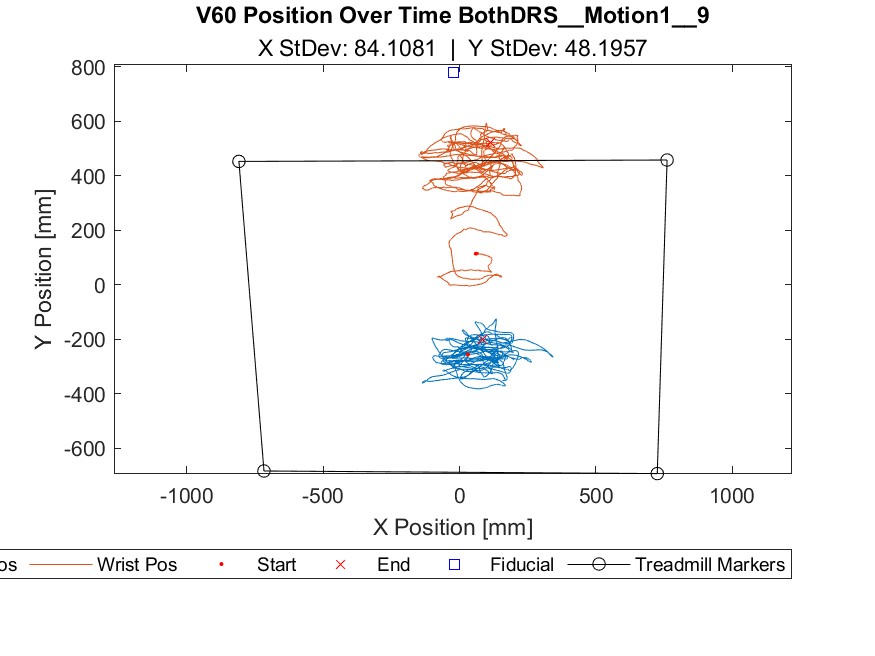 V60 Position Over Time BothDRS__Motion1__9
X StDev: 84.1081 | Y StDev: 48.1957
800
600
400
200
0
-200
-400
-600
Y Position [mm]
-1000 -500 0 500 1000
X Position [mm]
os Wrist Pos Start End Fiducial Treadmill Markers